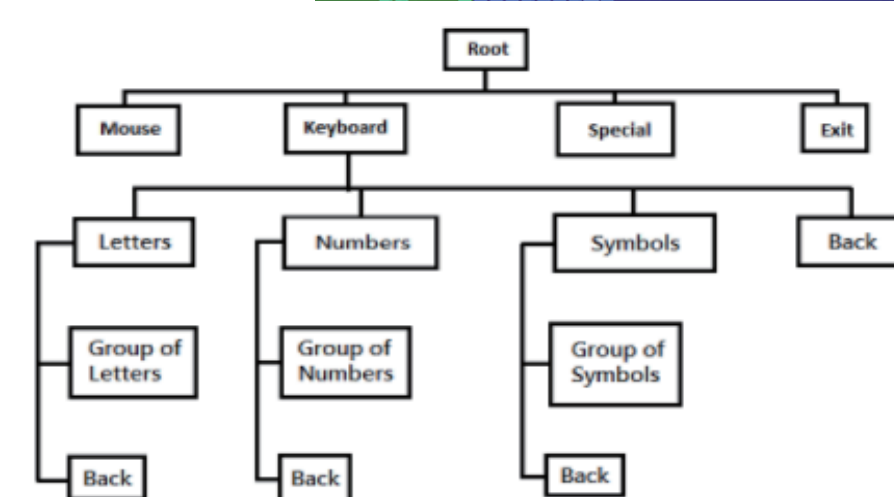 Root
Mouse
Keyboard
Special
Exit
Letters
Numbers
Symbols
Back
Group of
Letters
Group of
Numbers
Group of
Symbols
Back
Back
Back